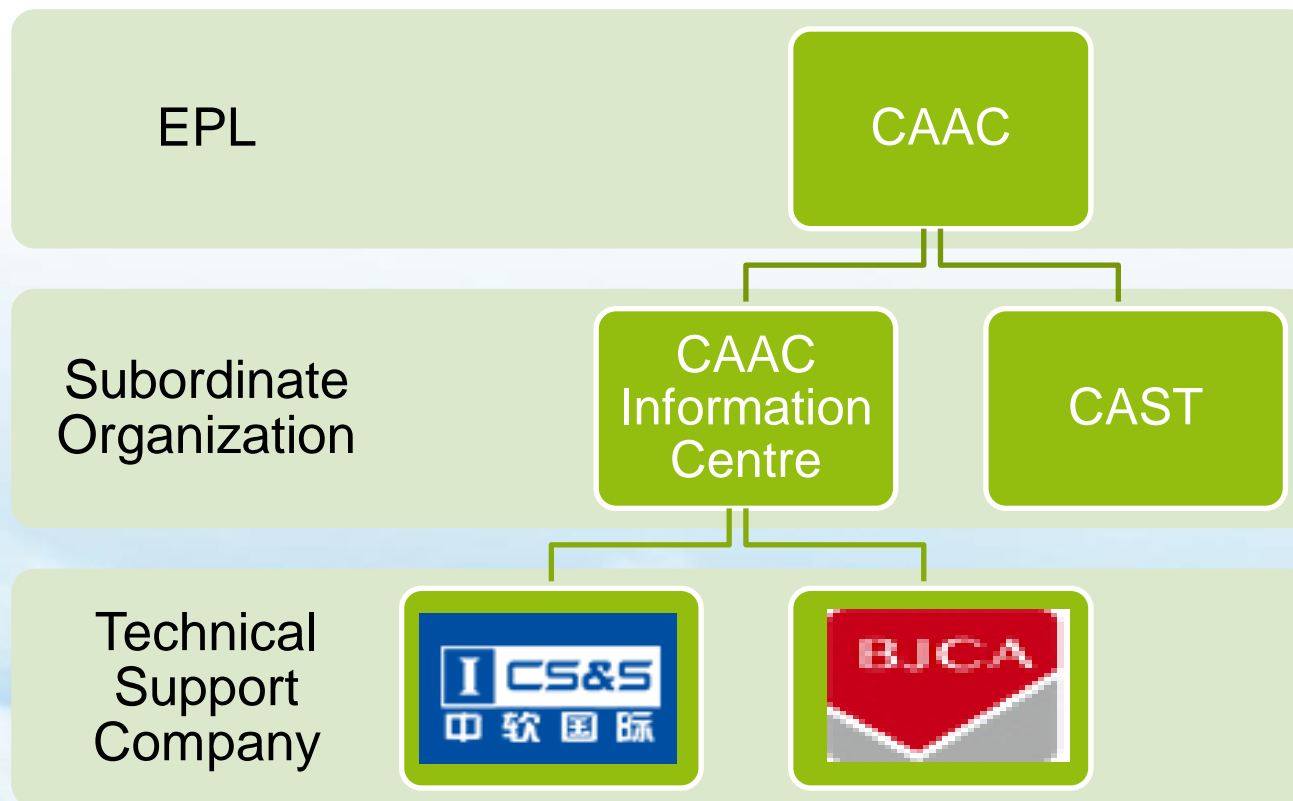 EPL
CAAC
Subordinate
Organization
CAAC
Information
Centre
CAST
Technical
Support
Company
I CS&S
中软国际
BJCA